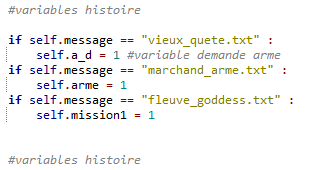 #variables histoire
if self.message == "vieux_quete.txt" :
self.a_d = 1 #variable demande arme
if self.message == "marchand_arme.txt" :
self.arme = 1
if self.message == "fleuve_goddess.txt" :
self.mission1 = 1
#variables histoire